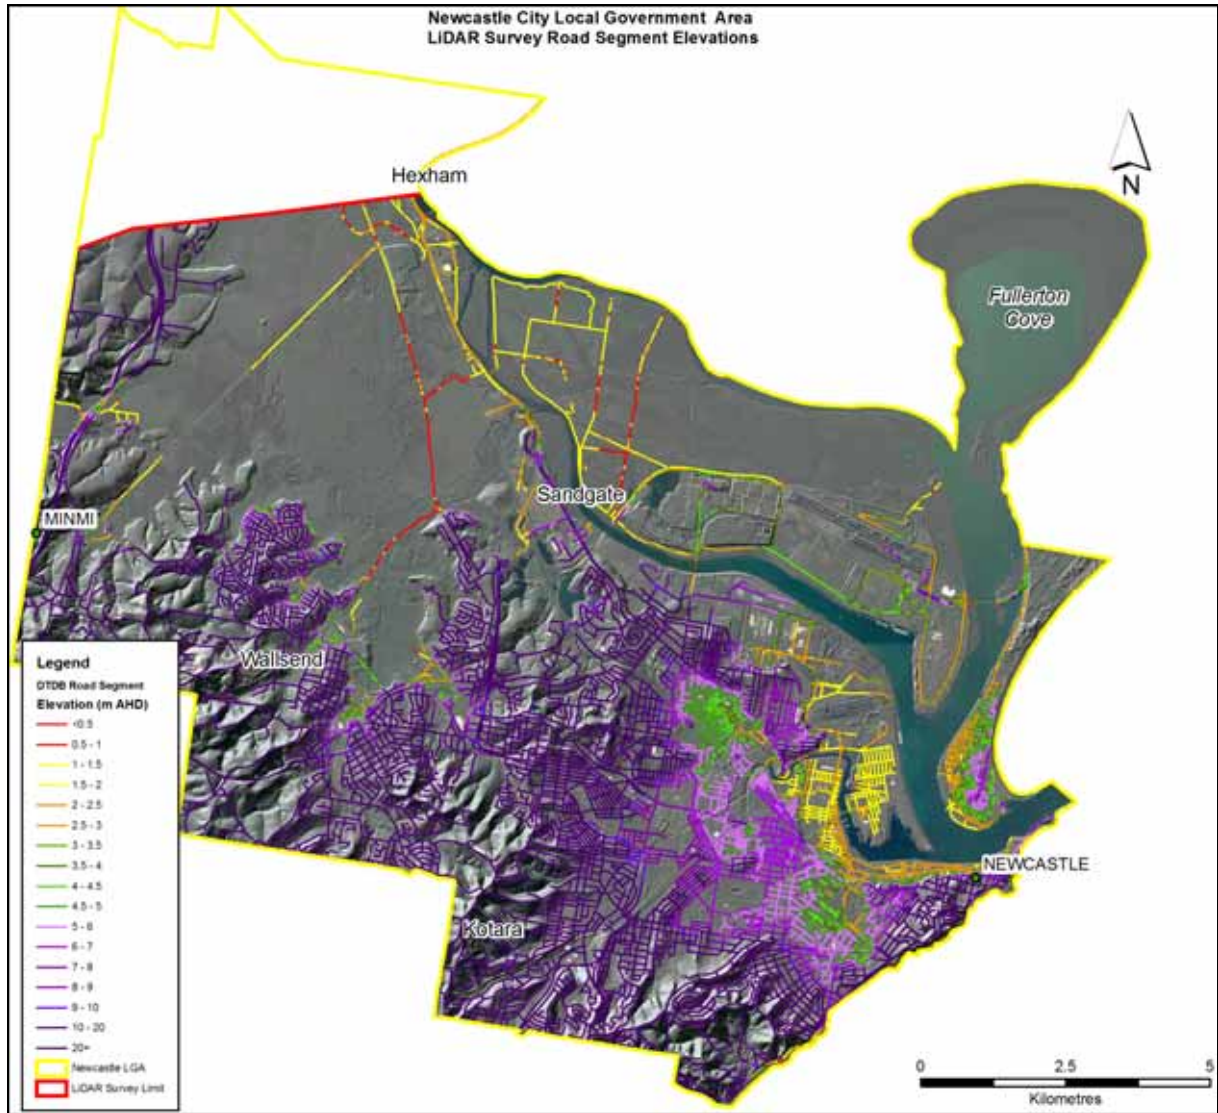 Newcastle City Local Government Area
LiDAR Survey Road Segment Elevations
Hexham
N
Fullerton
Cove
Sandgate
MINMI
Wallsend
NEWCASTLE
Kotara
Legend
DTDB Road Segment
Elevation (m AHD)
<0.5
0.5 - 1
1 - 1.5
1.5 - 2
2 - 2.5
2.5 - 3
3 - 3.5
3.5 - 4
4 - 4.5
4.5 - 5
5 - 6
6 - 7
7 - 8
8 - 9
9 - 10
10 - 20
20+
Newcastle LGA
LiDAR Survey Limit
0 2.5 5
Kilometres